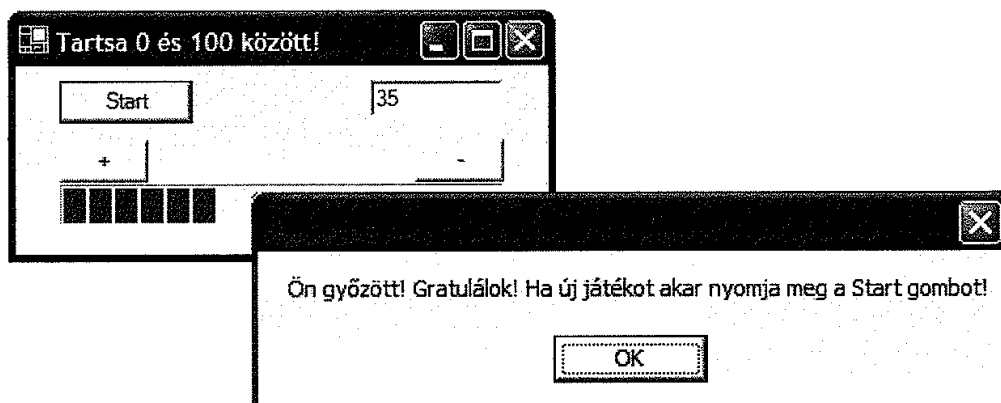 Tartsa 0 és 100 között!
Start
35
+
-
Ön győzött! Gratulálok! Ha új játékot akar nyomja meg a Start gombot!
OK